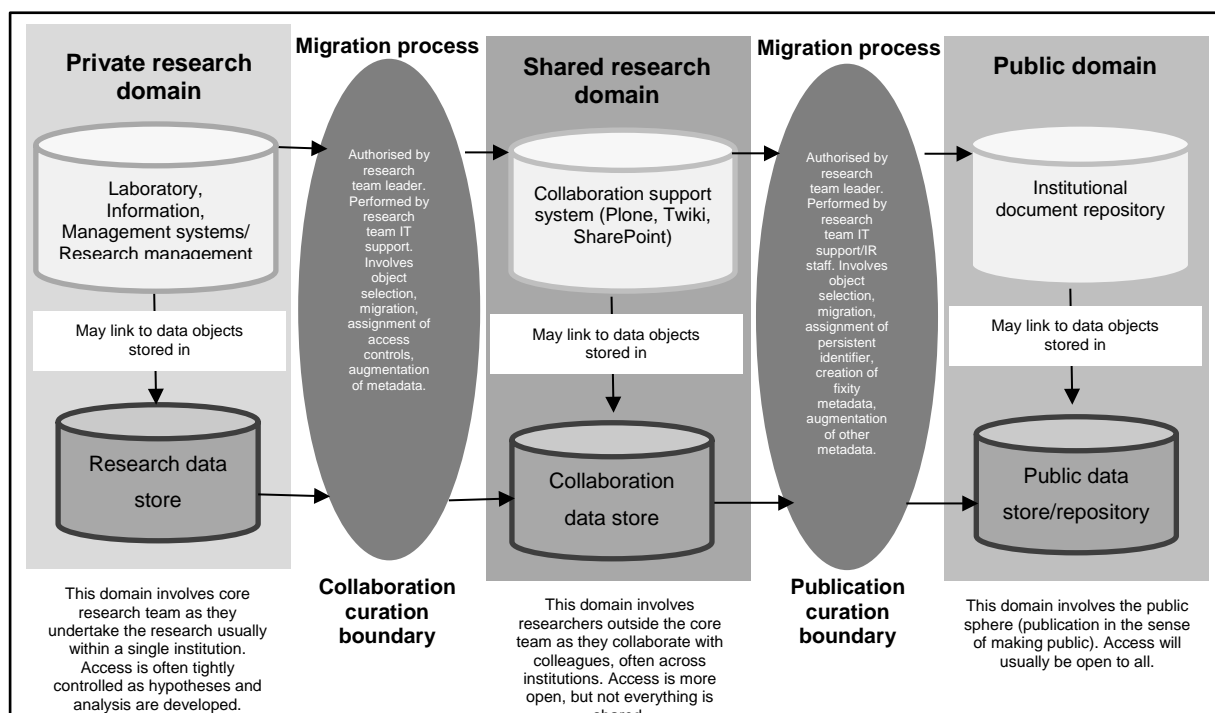 Private research
domain
Laboratory,
Information,
Management systems/
Research management
May link to data objects
stored in
Research data
store
This domain involves core
research team as they
undertake the research usually
within a single institution.
Access is often tightly
controlled as hypotheses and
analysis are developed.
Migration process
Authorised by
research
team leader.
Performed by
research
team IT
support.
Involves
object
selection,
migration,
assignment of
access
controls,
augmentation
of metadata.
Collaboration
curation
boundary
Shared research
domain
Collaboration support
system (Plone, Twiki,
SharePoint)
May link to data objects
stored in
Collaboration
data store
This domain involves
researchers outside the core
team as they collaborate with
colleagues, often across
institutions. Access is more
open, but not everything is
Migration process
Authorised by
research
team leader.
Performed by
research
team IT
support/IR
staff. Involves
object
selection,
migration,
assignment of
persistent
identifier,
creation of
fixity
metadata,
augmentation
of other
metadata.
Publication
curation
boundary
Public domain
Institutional
document repository
May link to data objects
stored in
Public data
store/repository
This domain involves the public
sphere (publication in the sense
of making public). Access will
usually be open to all.